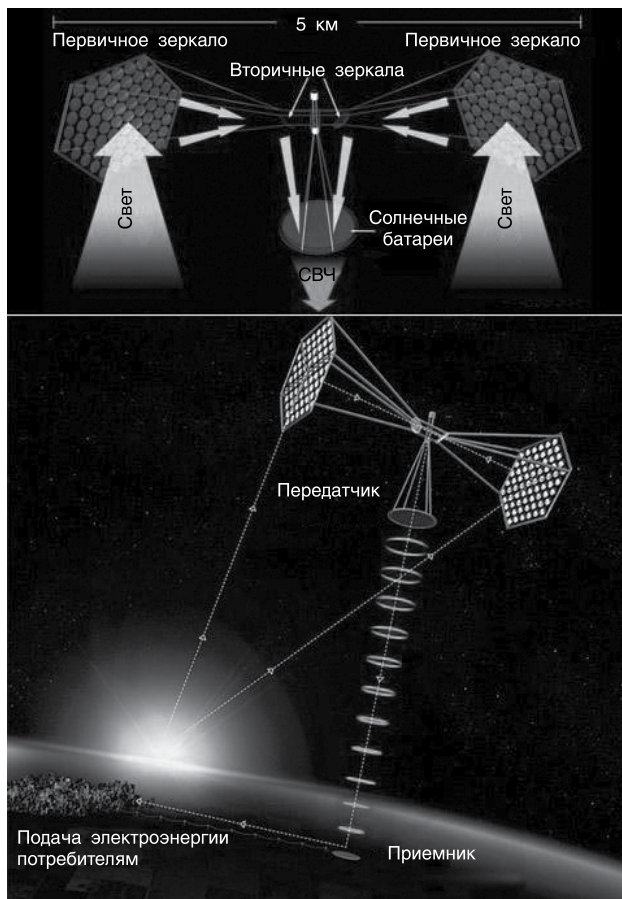 5 км
Первичное зеркало
Первичное зеркало
Вторичные зеркала
Свет
Свет
Солнечные
батареи
СВЧ
Передатчик
Подача электроэнергии
потребителям
Приемник